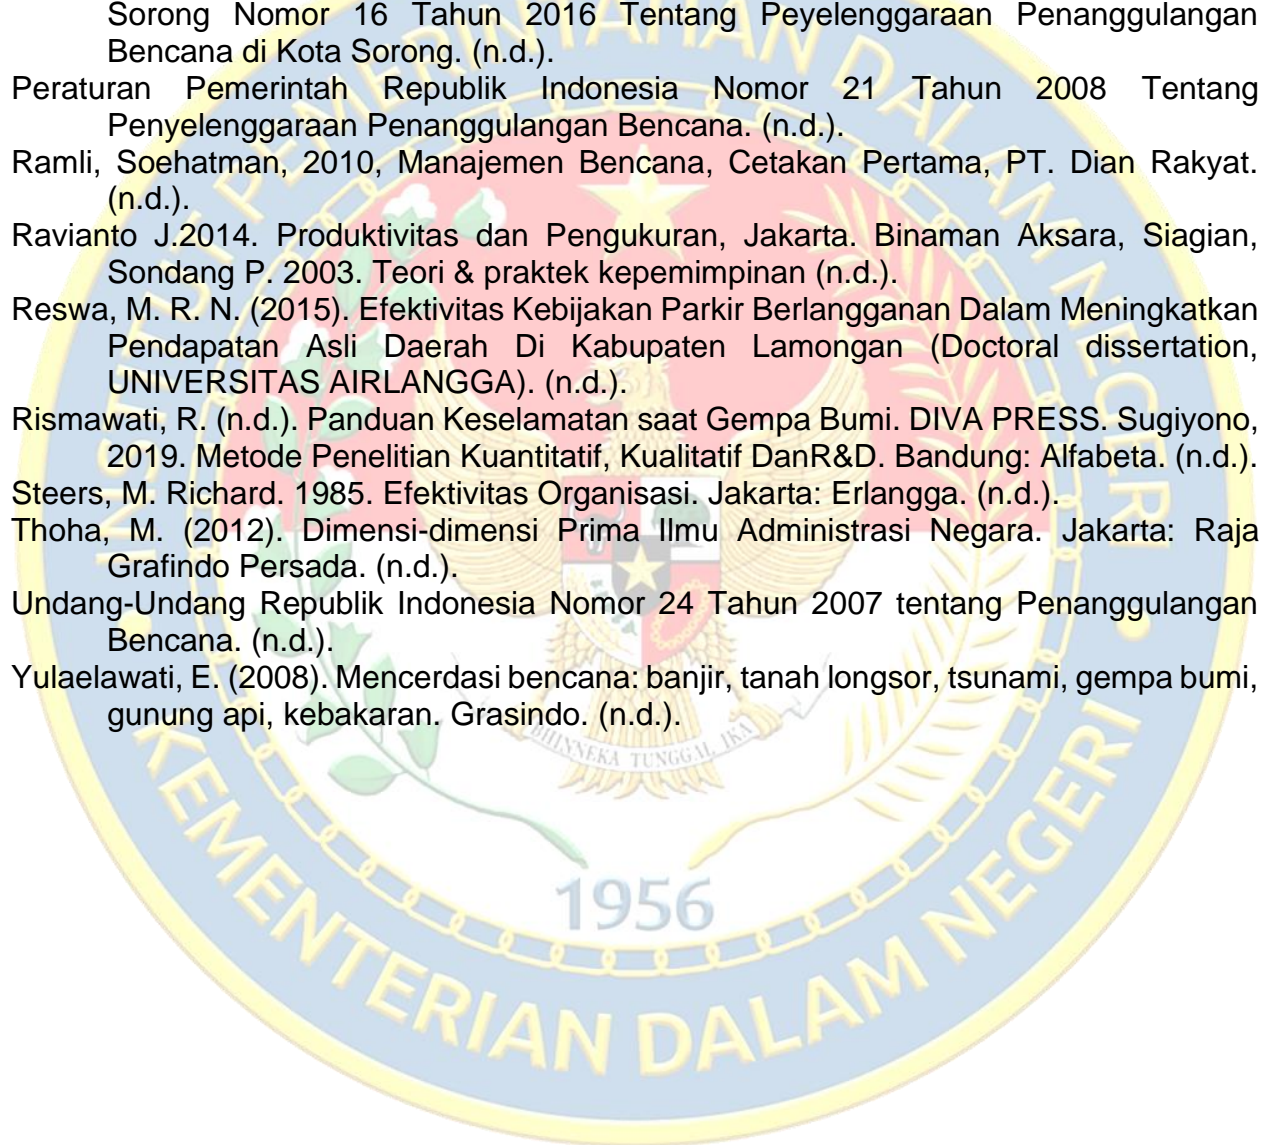 Sorong Nomor 16 Tahun 2016 Tentang Peyelenggaraan Penanggulangan
Bencana di Kota Sorong. (n.d.).
Peraturan Pemerintah Republik Indonesia Nomor 21 Tahun 2008 Tentang
Penyelenggaraan Penanggulangan Bencana. (n.d.).
Ramli, Soehatman, 2010, Manajemen Bencana, Cetakan Pertama, PT. Dian Rakyat.
(n.d.).
Ravianto J.2014. Produktivitas dan Pengukuran, Jakarta. Binaman Aksara, Siagian,
Sondang P. 2003. Teori & praktek kepemimpinan (n.d.).
Reswa, M. R. N. (2015). Efektivitas Kebijakan Parkir Berlangganan Dalam Meningkatkan
Pendapatan Asli Daerah Di Kabupaten Lamongan (Doctoral dissertation,
UNIVERSITAS AIRLANGGA). (n.d.).
Rismawati, R. (n.d.). Panduan Keselamatan saat Gempa Bumi. DIVA PRESS. Sugiyono,
2019. Metode Penelitian Kuantitatif, Kualitatif DanR&D. Bandung: Alfabeta. (n.d.).
Steers, M. Richard. 1985. Efektivitas Organisasi. Jakarta: Erlangga. (n.d.).
Thoha, M. (2012). Dimensi-dimensi Prima Ilmu Administrasi Negara. Jakarta: Raja
Grafindo Persada. (n.d.).
Undang-Undang Republik Indonesia Nomor 24 Tahun 2007 tentang Penanggulangan
Bencana. (n.d.).
Yulaelawati, E. (2008). Mencerdasi bencana: banjir, tanah longsor, tsunami, gempa bumi,
gunung api, kebakaran. Grasindo. (n.d.).
INSTITUT PEMERINTAHAN DALAM NEGERI
BHINNEKA TUNGGAL IKA
1956
KEMENTERIAN DALAM NEGERI